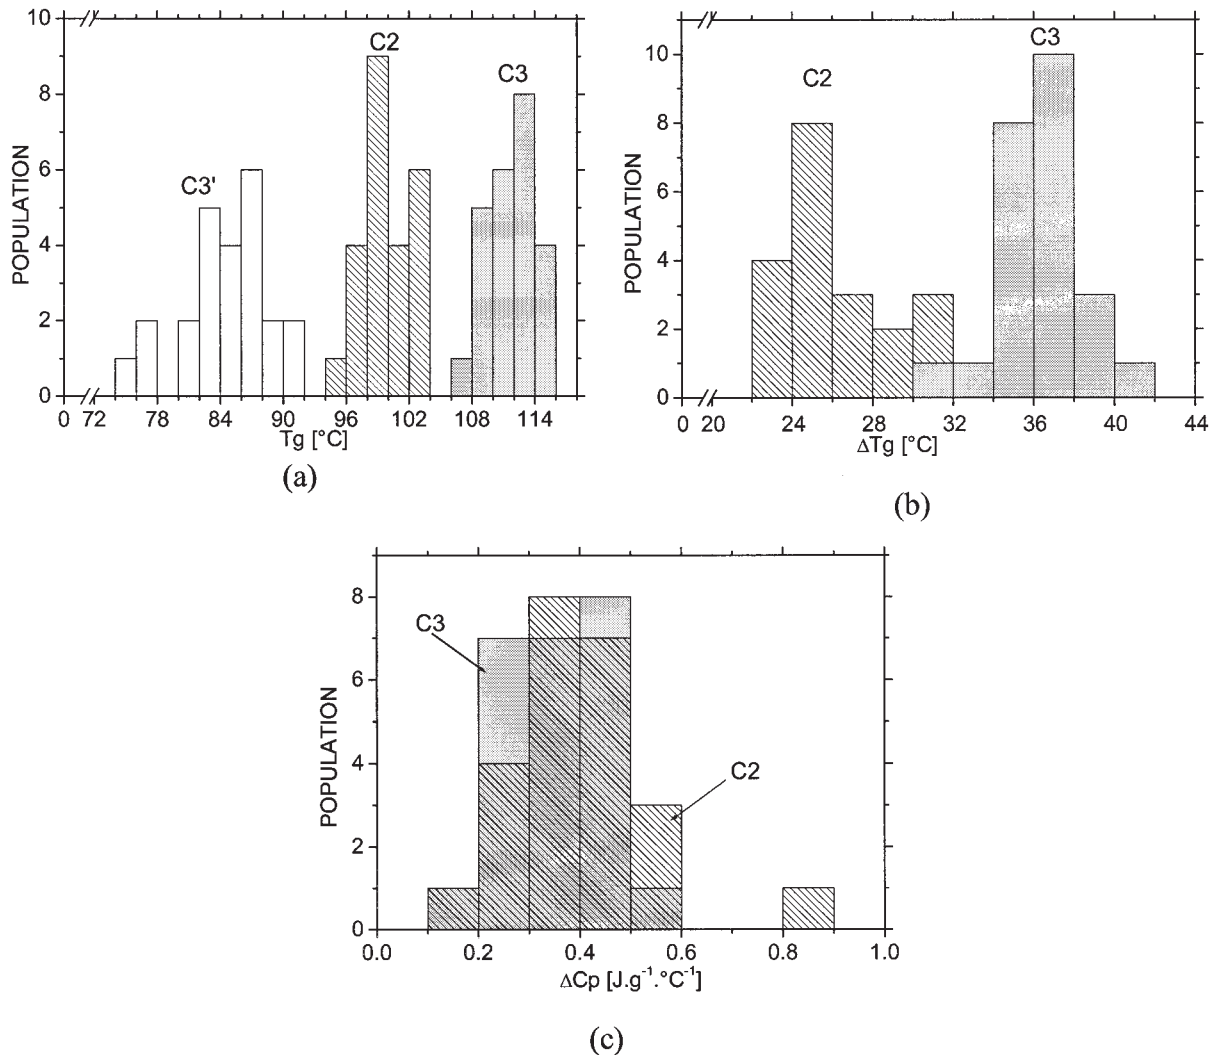 10
8
6
4
2
0
POPULATION
C3'
C2
C3
0 72 78 84 90 96 102 108 114
Tg [°C]
(a)
10
8
6
4
2
0
POPULATION
C2
C3
0 20 24 28 32 36 40 44
ΔTg [°C]
(b)
8
6
4
2
0
POPULATION
C3
C2
0.0 0.2 0.4 0.6 0.8 1.0
ΔCp [J.g⁻¹.°C⁻¹]
(c)